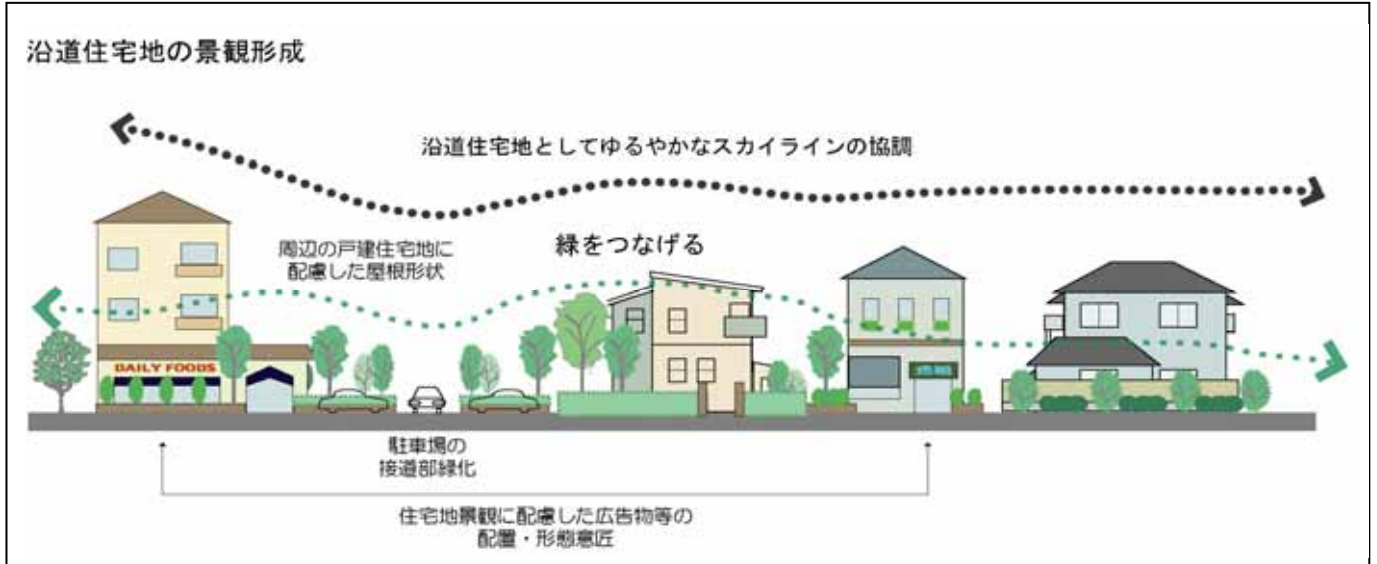 沿道住宅地の景観形成
沿道住宅地としてゆるやかなスカイラインの協調
周辺の戸建住宅地に
配慮した屋根形状
緑をつなげる
DAILY FOODS
駐車場の
接道部緑化
住宅地景観に配慮した広告物等の
配置・形態意匠